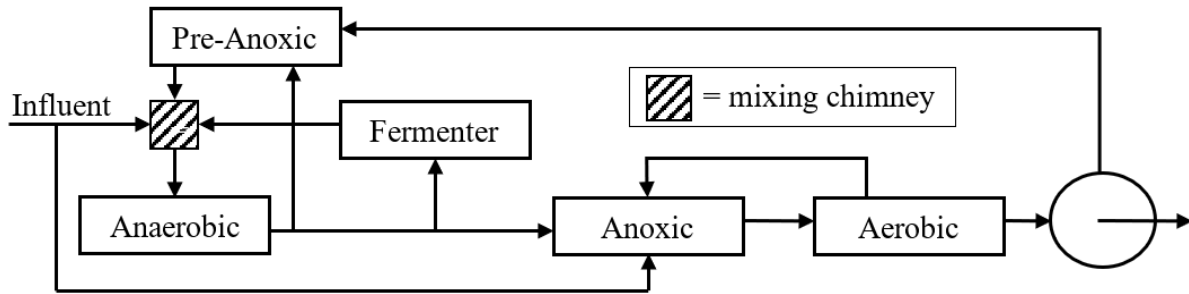 Pre-Anoxic
Influent
= mixing chimney
Fermenter
Anaerobic
Anoxic
Aerobic